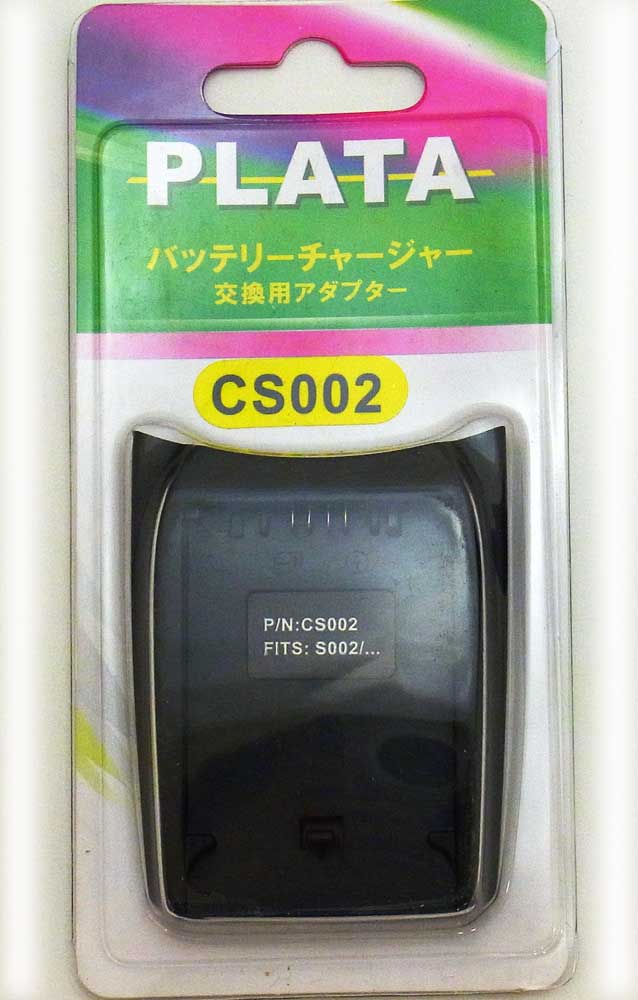 PLATA
バッテリーチャージャー
交換用アダプター
CS002
P/N:CS002
FITS: S002/...